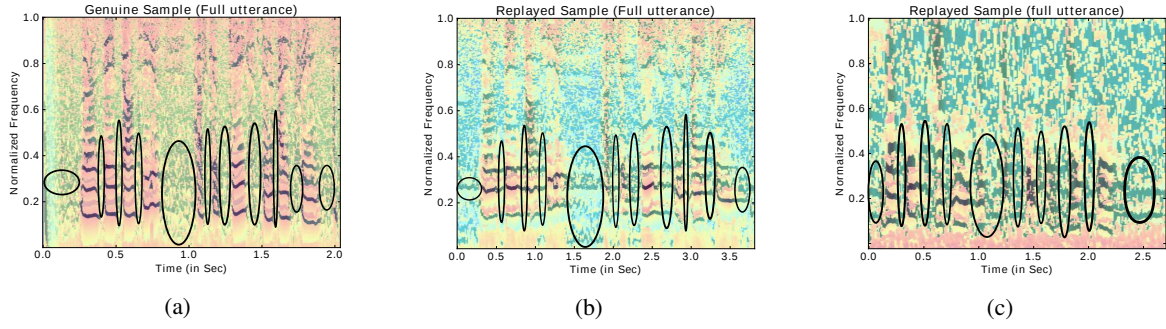 Genuine Sample (Full utterance)
Normalized Frequency
1.0
0.8
0.6
0.4
0.2
0.0
0.5
1.0
1.5
2.0
Time (in Sec)
(a)
Replayed Sample (Full utterance)
Normalized Frequency
1.0
0.8
0.6
0.4
0.2
0.0
0.5
1.0
1.5
2.0
2.5
3.0
3.5
Time (in Sec)
(b)
Replayed Sample (full utterance)
Normalized Frequency
1.0
0.8
0.6
0.4
0.2
0.0
0.5
1.0
1.5
2.0
2.5
Time (in Sec)
(c)